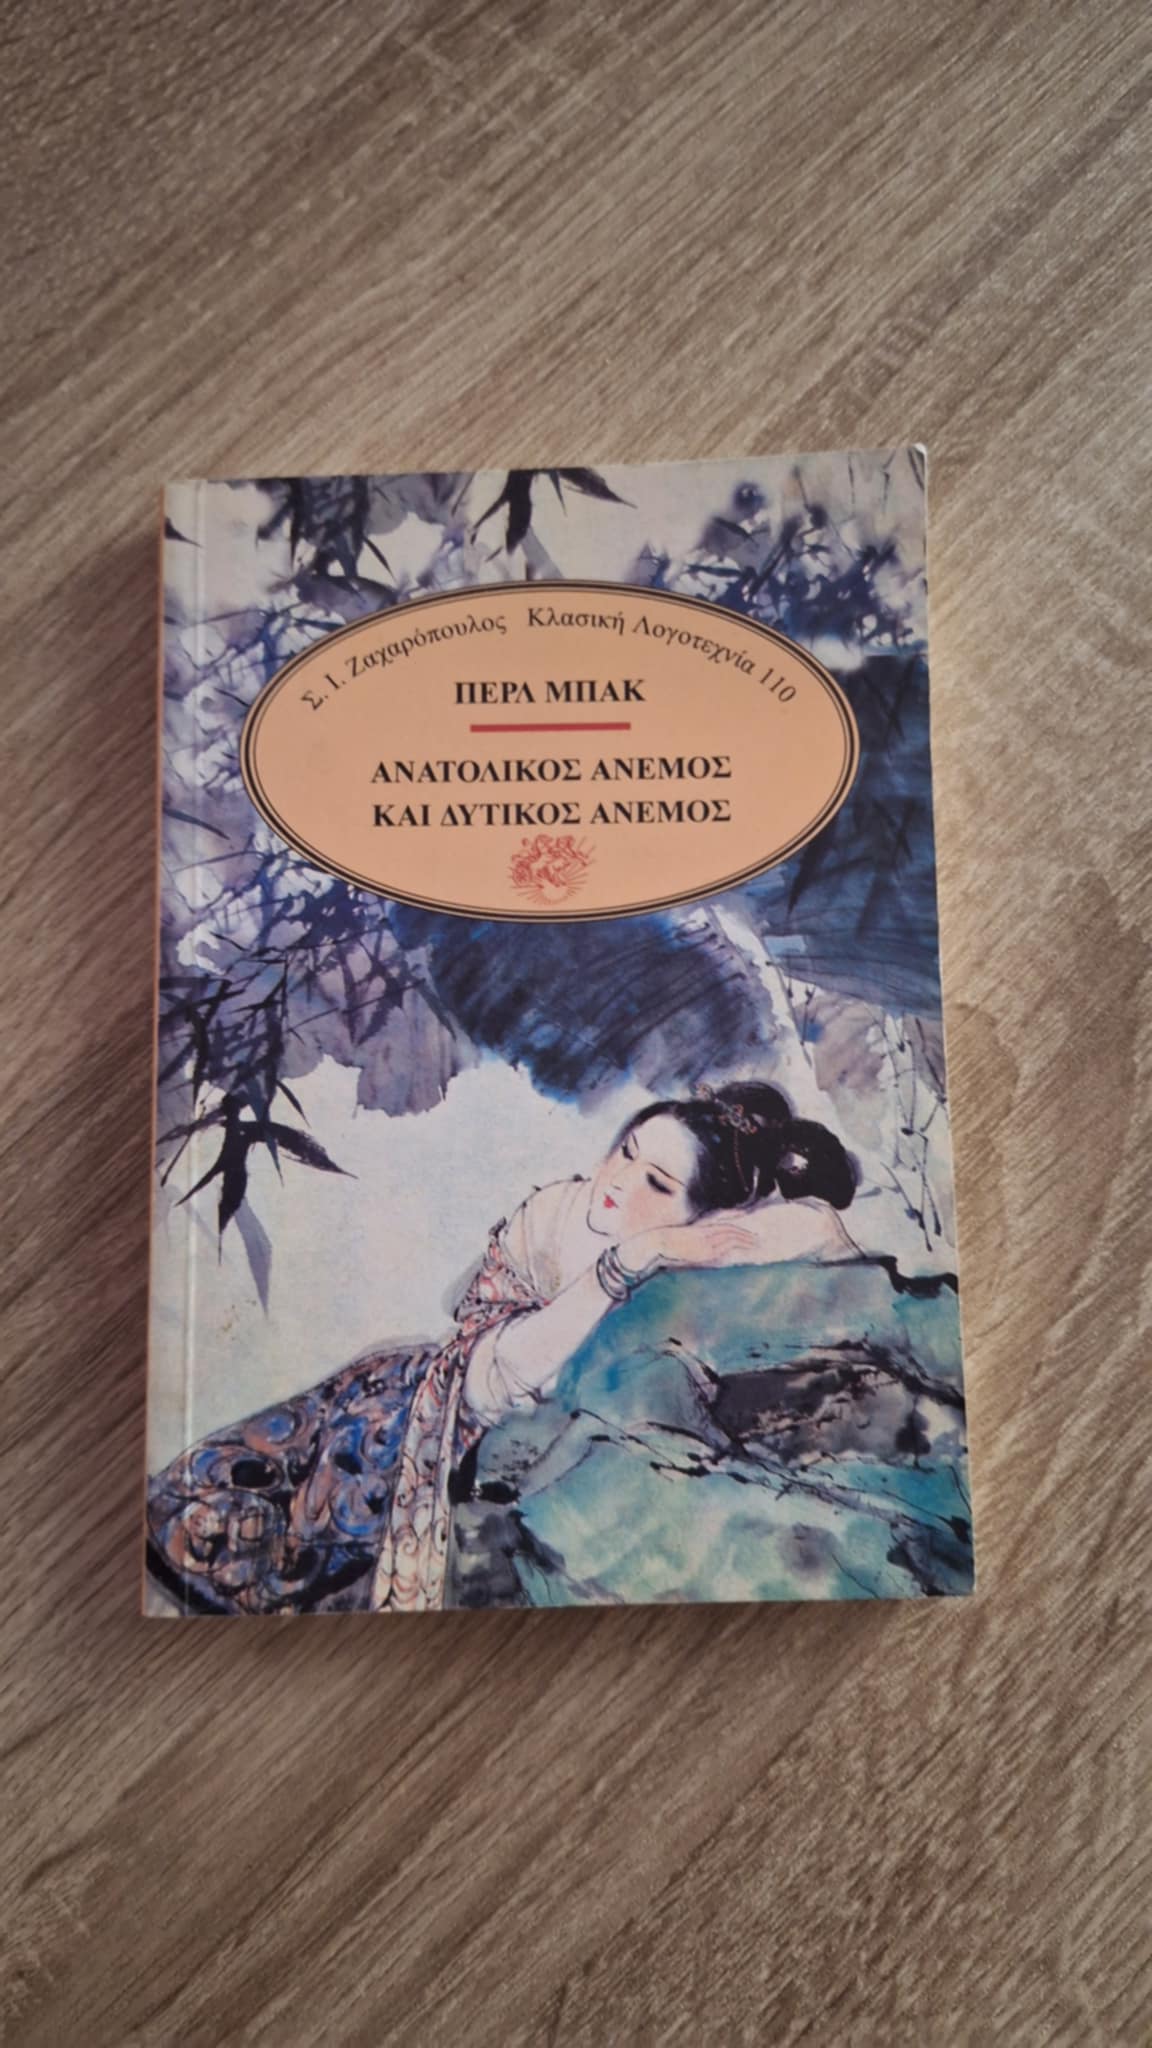 Σ. Ι. Ζαχαρόπουλος Κλασική Λογοτεχνία 110
ΠΕΡΛ ΜΠΑΚ
ΑΝΑΤΟΛΙΚΟΣ ΑΝΕΜΟΣ
ΚΑΙ ΔΥΤΙΚΟΣ ΑΝΕΜΟΣ